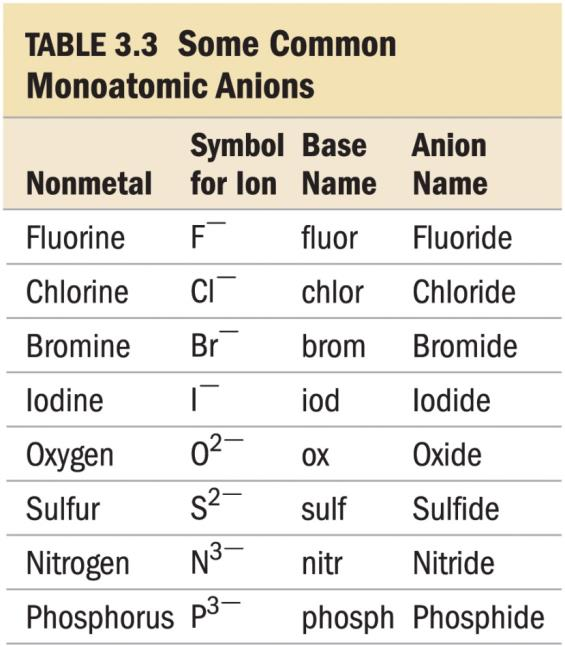 TABLE 3.3 Some Common
Monoatomic Anions
Nonmetal Symbol for Ion Base Name Anion Name
Fluorine F⁻ fluor Fluoride
Chlorine Cl⁻ chlor Chloride
Bromine Br⁻ brom Bromide
Iodine I⁻ iod Iodide
Oxygen O²⁻ ox Oxide
Sulfur S²⁻ sulf Sulfide
Nitrogen N³⁻ nitr Nitride
Phosphorus P³⁻ phosph Phosphide